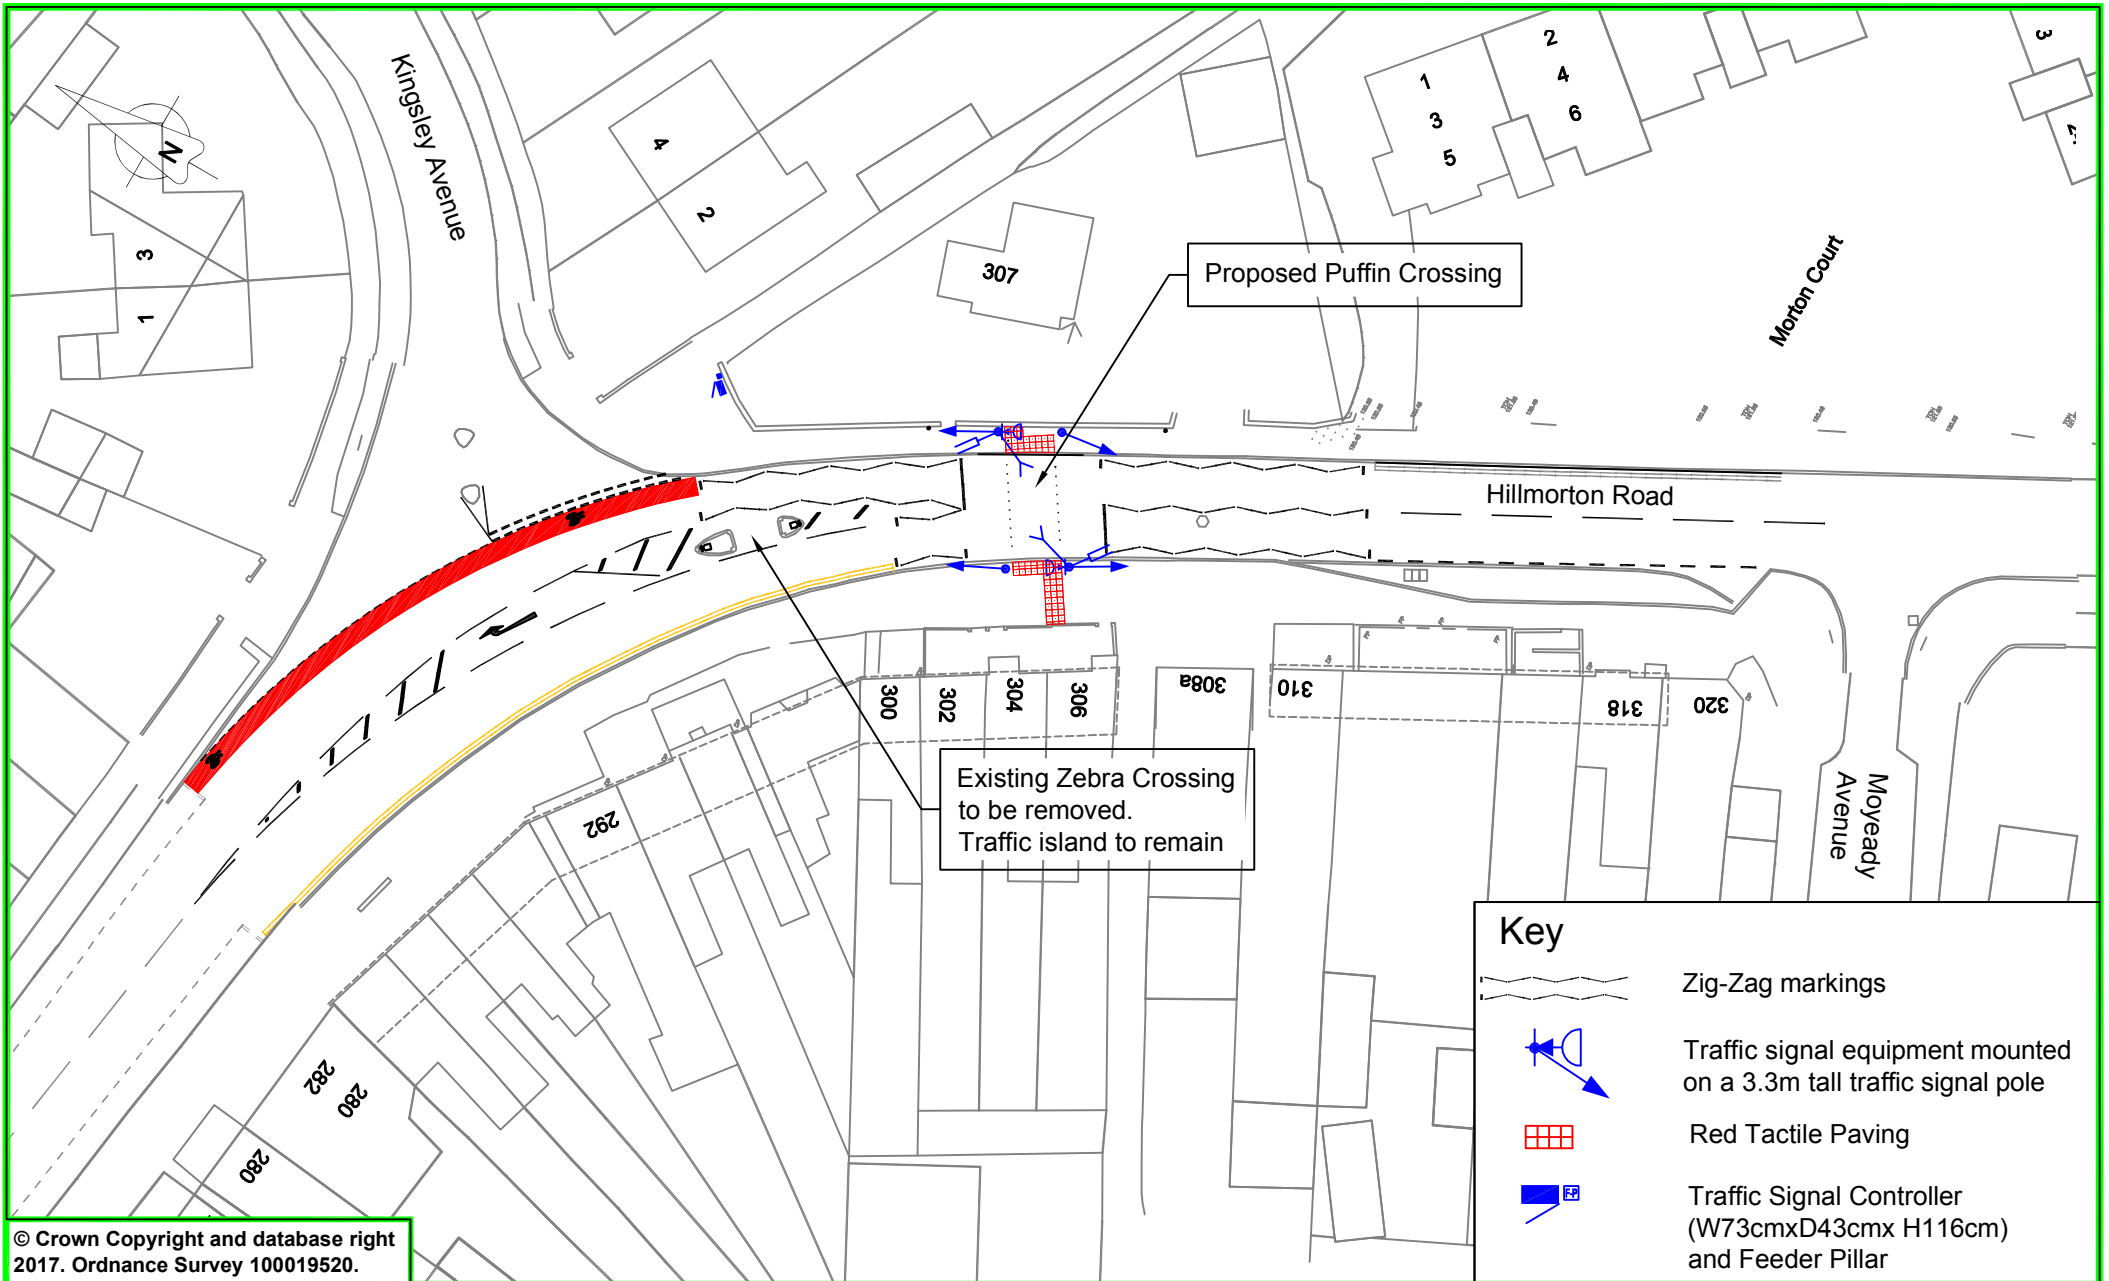 Kingsley Avenue
N
3
1
4
2
307
1
3
5
2
4
6
3
Morton Court
Proposed Puffin Crossing
Hillmorton Road
300
302
304
306
308a
310
318
320
292
282
280
280
Moyeady
Avenue
Existing Zebra Crossing
to be removed.
Traffic island to remain
Key
Zig-Zag markings
Traffic signal equipment mounted
on a 3.3m tall traffic signal pole
Red Tactile Paving
F.P
Traffic Signal Controller
(W73cmxD43cmx H116cm)
and Feeder Pillar
© Crown Copyright and database right
2017. Ordnance Survey 100019520.